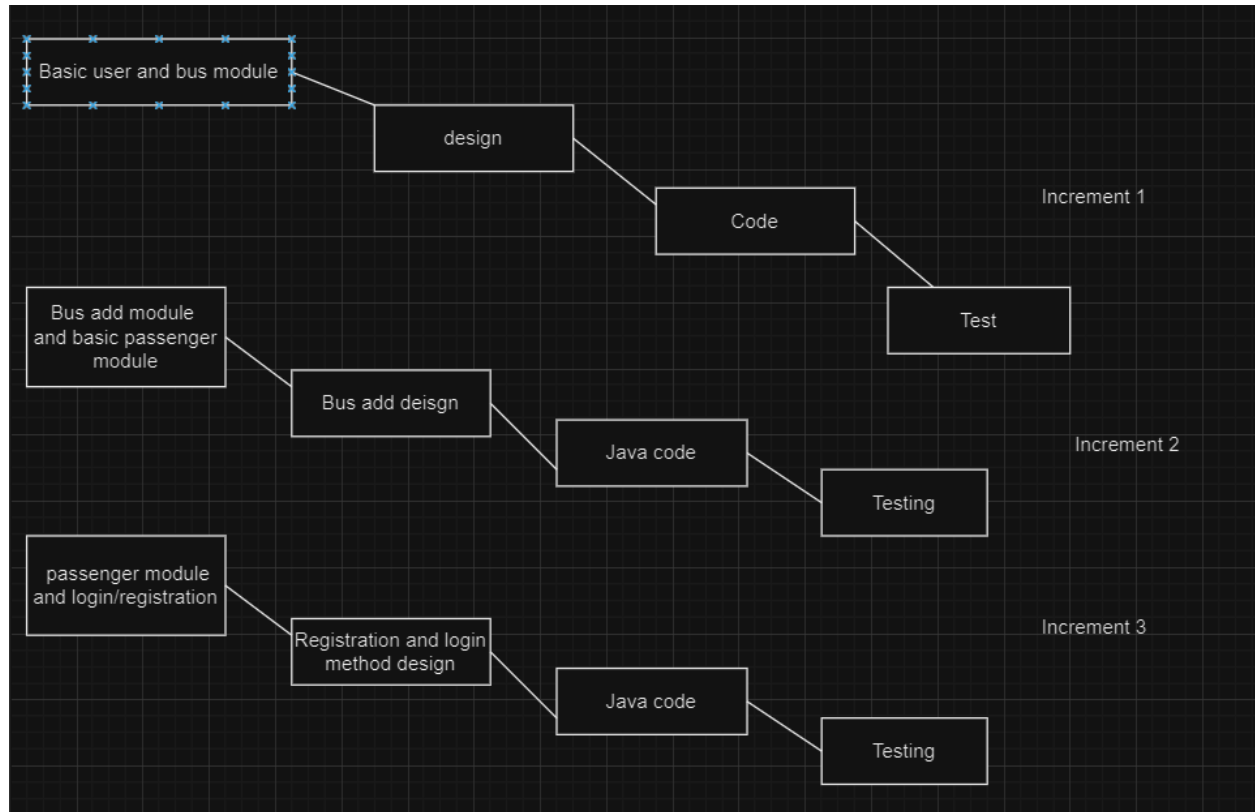 Basic user and bus module
design
Code
Increment 1
Test
Bus add module
and basic passenger
module
Bus add deisgn
Java code
Increment 2
Testing
passenger module
and login/registration
Registration and login
method design
Increment 3
Java code
Testing